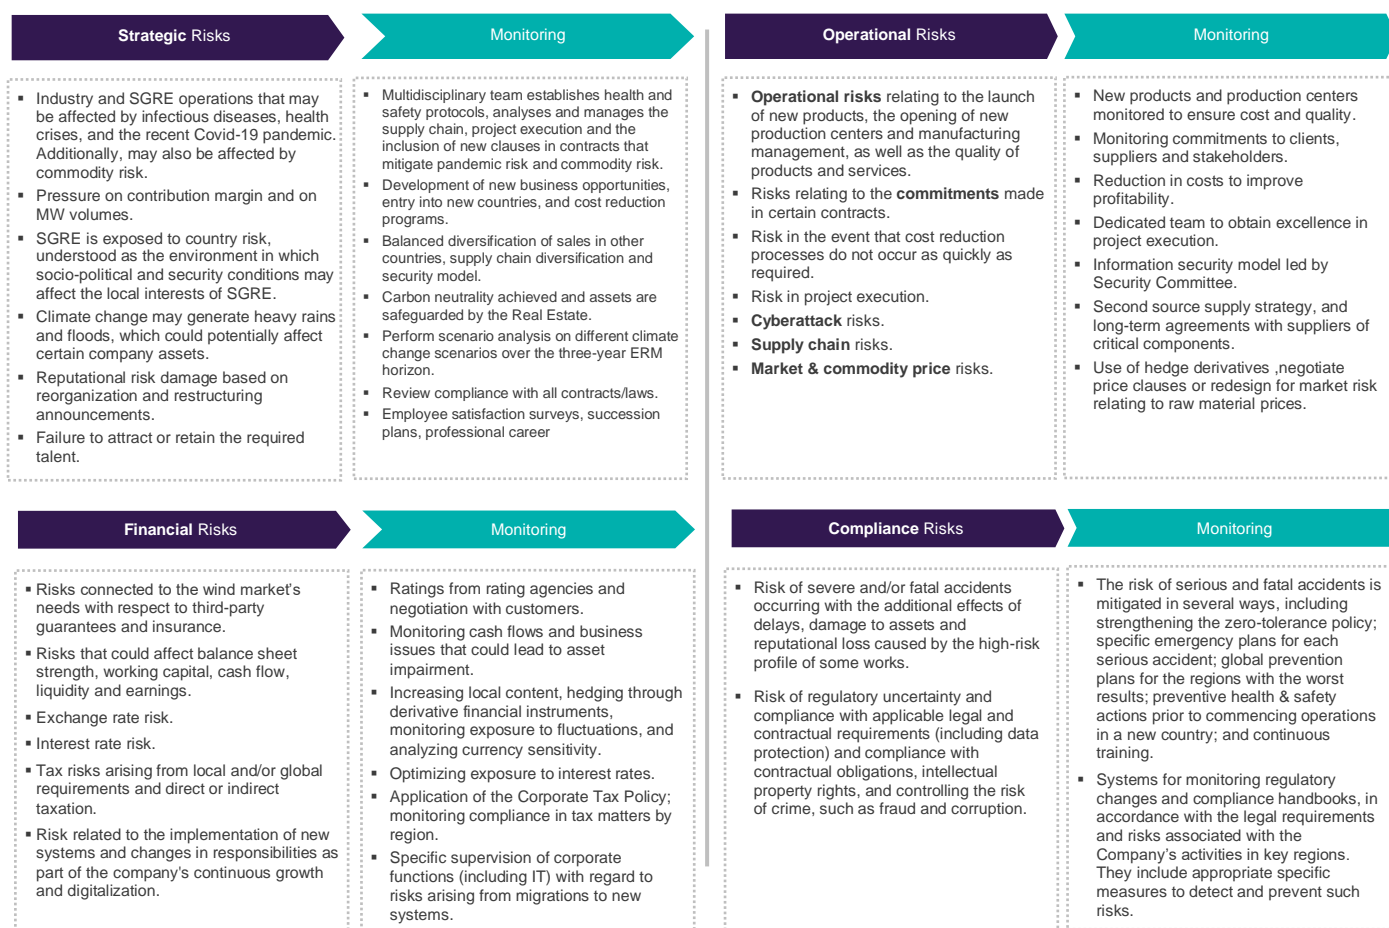 Strategic Risks
▪ Industry and SGRE operations that may
be affected by infectious diseases, health
crises, and the recent Covid-19 pandemic.
Additionally, may also be affected by
commodity risk.
▪ Pressure on contribution margin and on
MW volumes.
▪ SGRE is exposed to country risk,
understood as the environment in which
socio-political and security conditions may
affect the local interests of SGRE.
▪ Climate change may generate heavy rains
and floods, which could potentially affect
certain company assets.
▪ Reputational risk damage based on
reorganization and restructuring
announcements.
▪ Failure to attract or retain the required
talent.
Monitoring
▪ Multidisciplinary team establishes health and
safety protocols, analyses and manages the
supply chain, project execution and the
inclusion of new clauses in contracts that
mitigate pandemic risk and commodity risk.
▪ Development of new business opportunities,
entry into new countries, and cost reduction
programs.
▪ Balanced diversification of sales in other
countries, supply chain diversification and
security model.
▪ Carbon neutrality achieved and assets are
safeguarded by the Real Estate.
▪ Perform scenario analysis on different climate
change scenarios over the three-year ERM
horizon.
▪ Review compliance with all contracts/laws.
▪ Employee satisfaction surveys, succession
plans, professional career
Operational Risks
▪ Operational risks relating to the launch
of new products, the opening of new
production centers and manufacturing
management, as well as the quality of
products and services.
▪ Risks relating to the commitments made
in certain contracts.
▪ Risk in the event that cost reduction
processes do not occur as quickly as
required.
▪ Risk in project execution.
▪ Cyberattack risks.
▪ Supply chain risks.
▪ Market & commodity price risks.
Monitoring
▪ New products and production centers
monitored to ensure cost and quality.
▪ Monitoring commitments to clients,
suppliers and stakeholders.
▪ Reduction in costs to improve
profitability.
▪ Dedicated team to obtain excellence in
project execution.
▪ Information security model led by
Security Committee.
▪ Second source supply strategy, and
long-term agreements with suppliers of
critical components.
▪ Use of hedge derivatives ,negotiate
price clauses or redesign for market risk
relating to raw material prices.
Financial Risks
▪ Risks connected to the wind market's
needs with respect to third-party
guarantees and insurance.
▪ Risks that could affect balance sheet
strength, working capital, cash flow,
liquidity and earnings.
▪ Exchange rate risk.
▪ Interest rate risk.
▪ Tax risks arising from local and/or global
requirements and direct or indirect
taxation.
▪ Risk related to the implementation of new
systems and changes in responsibilities as
part of the company's continuous growth
and digitalization.
Monitoring
▪ Ratings from rating agencies and
negotiation with customers.
▪ Monitoring cash flows and business
issues that could lead to asset
impairment.
▪ Increasing local content, hedging through
derivative financial instruments,
monitoring exposure to fluctuations, and
analyzing currency sensitivity.
▪ Optimizing exposure to interest rates.
▪ Application of the Corporate Tax Policy;
monitoring compliance in tax matters by
region.
▪ Specific supervision of corporate
functions (including IT) with regard to
risks arising from migrations to new
systems.
Compliance Risks
▪ Risk of severe and/or fatal accidents
occurring with the additional effects of
delays, damage to assets and
reputational loss caused by the high-risk
profile of some works.
▪ Risk of regulatory uncertainty and
compliance with applicable legal and
contractual requirements (including data
protection) and compliance with
contractual obligations, intellectual
property rights, and controlling the risk
of crime, such as fraud and corruption.
Monitoring
▪ The risk of serious and fatal accidents is
mitigated in several ways, including
strengthening the zero-tolerance policy;
specific emergency plans for each
serious accident; global prevention
plans for the regions with the worst
results; preventive health & safety
actions prior to commencing operations
in a new country; and continuous
training.
▪ Systems for monitoring regulatory
changes and compliance handbooks, in
accordance with the legal requirements
and risks associated with the
Company's activities in key regions.
They include appropriate specific
measures to detect and prevent such
risks.